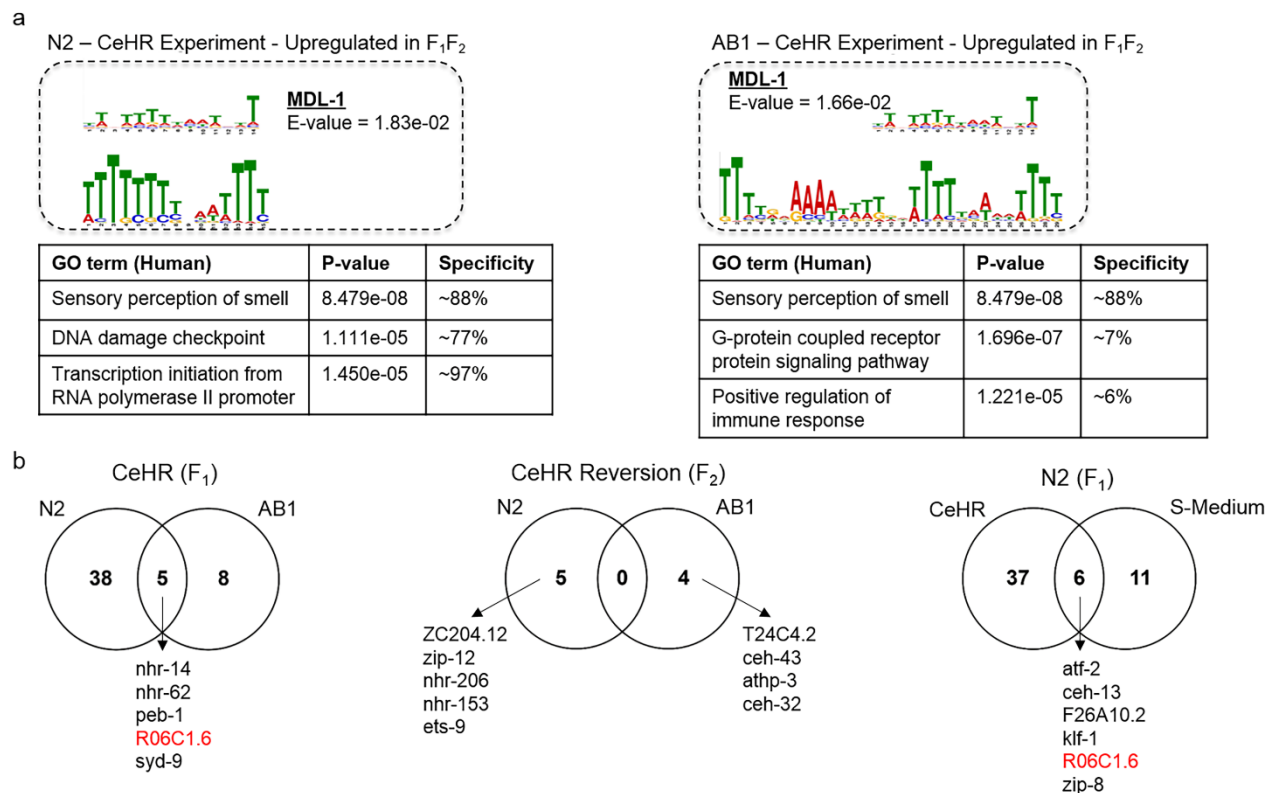 a
N2 – CeHR Experiment - Upregulated in F₁F₂
MDL-1
E-value = 1.83e-02
GO term (Human) P-value Specificity
Sensory perception of smell 8.479e-08 ~88%
DNA damage checkpoint 1.111e-05 ~77%
Transcription initiation from 1.450e-05 ~97%
RNA polymerase II promoter
AB1 – CeHR Experiment - Upregulated in F₁F₂
MDL-1
E-value = 1.66e-02
GO term (Human) P-value Specificity
Sensory perception of smell 8.479e-08 ~88%
G-protein coupled receptor 1.696e-07 ~7%
protein signaling pathway
Positive regulation of 1.221e-05 ~6%
immune response
b
CeHR (F₁)
N2 AB1
38 5 8
nhr-14
nhr-62
peb-1
R06C1.6
syd-9
CeHR Reversion (F₂)
N2 AB1
5 0 4
ZC204.12
zip-12
nhr-206
nhr-153
ets-9
T24C4.2
ceh-43
athp-3
ceh-32
N2 (F₁)
CeHR S-Medium
37 6 11
atf-2
ceh-13
F26A10.2
klf-1
R06C1.6
zip-8